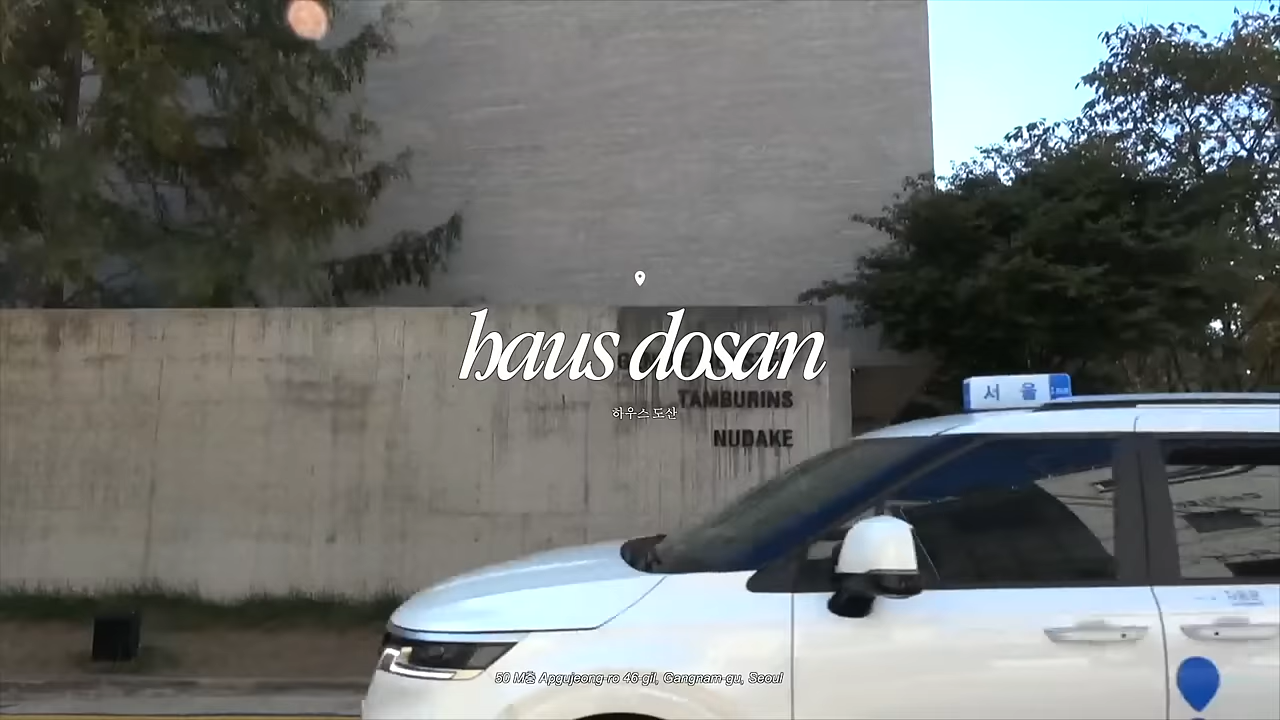 haus dosan
TAMBURINS
하우스 도산
NUDAKE
서울
50 M층 Apgujeong-ro 46-gil, Gangnam-gu, Seoul